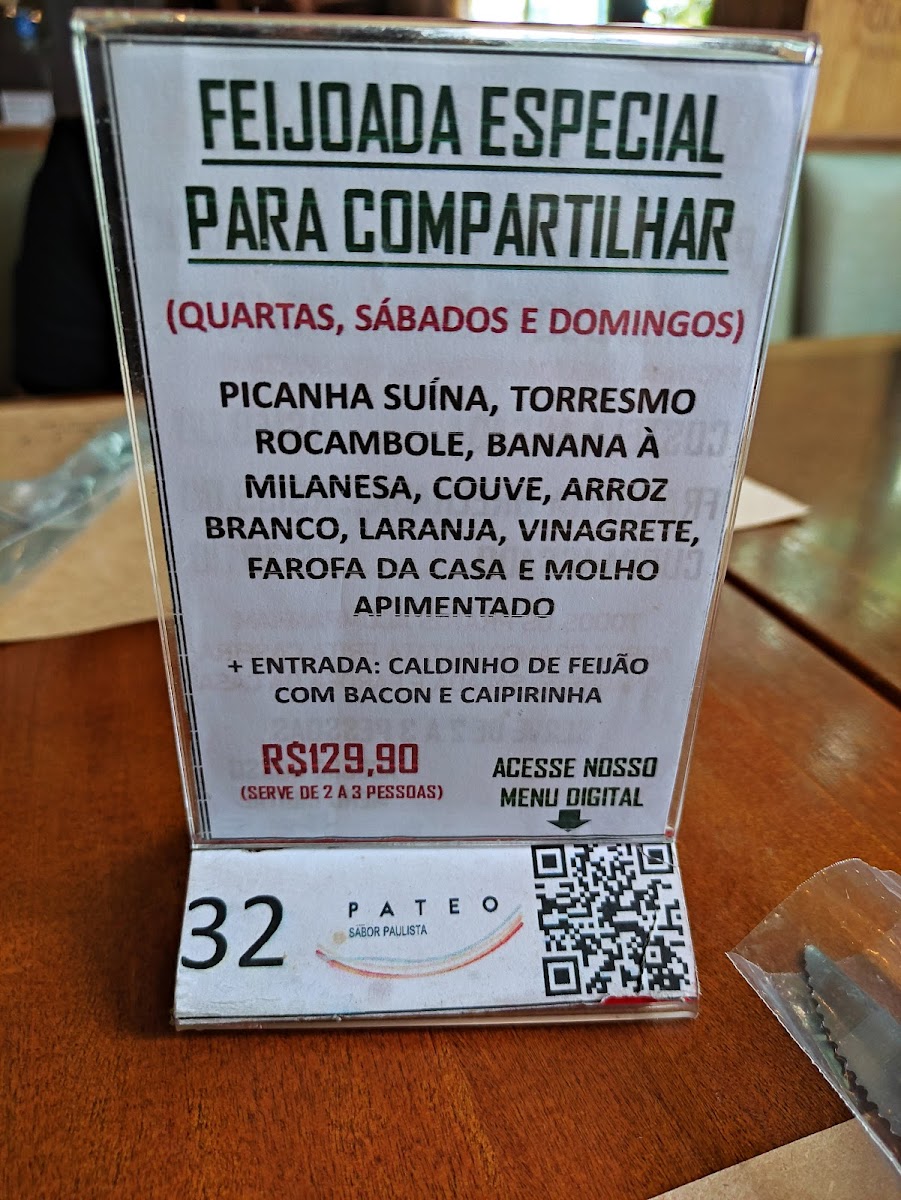 FEIJOADA ESPECIAL
PARA COMPARTILHAR
(QUARTAS, SÁBADOS E DOMINGOS)
PICANHA SUÍNA, TORRESMO
ROCAMBOLE, BANANA À
MILANESA, COUVE, ARROZ
BRANCO, LARANJA, VINAGRETE,
FAROFA DA CASA E MOLHO
APIMENTADO
+ ENTRADA: CALDINHO DE FEIJÃO
COM BACON E CAIPIRINHA
R$129,90
(SERVE DE 2 A 3 PESSOAS)
ACESSE NOSSO
MENU DIGITAL
32
PATEO
SABOR PAULISTA